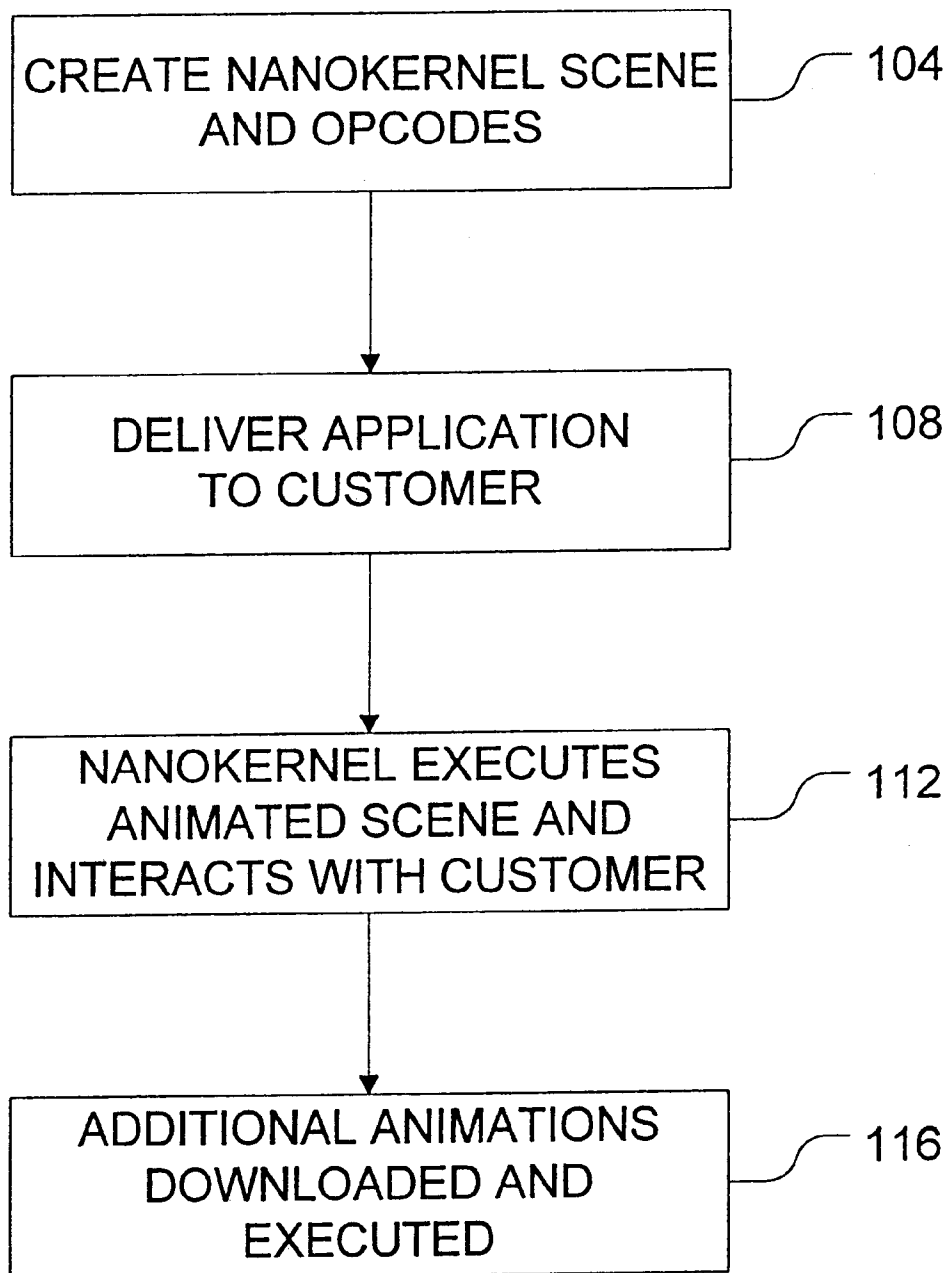 CREATE NANOKERNEL SCENE
AND OPCODES
104
DELIVER APPLICATION
TO CUSTOMER
108
NANOKERNEL EXECUTES
ANIMATED SCENE AND
INTERACTS WITH CUSTOMER
112
ADDITIONAL ANIMATIONS
DOWNLOADED AND
EXECUTED
116